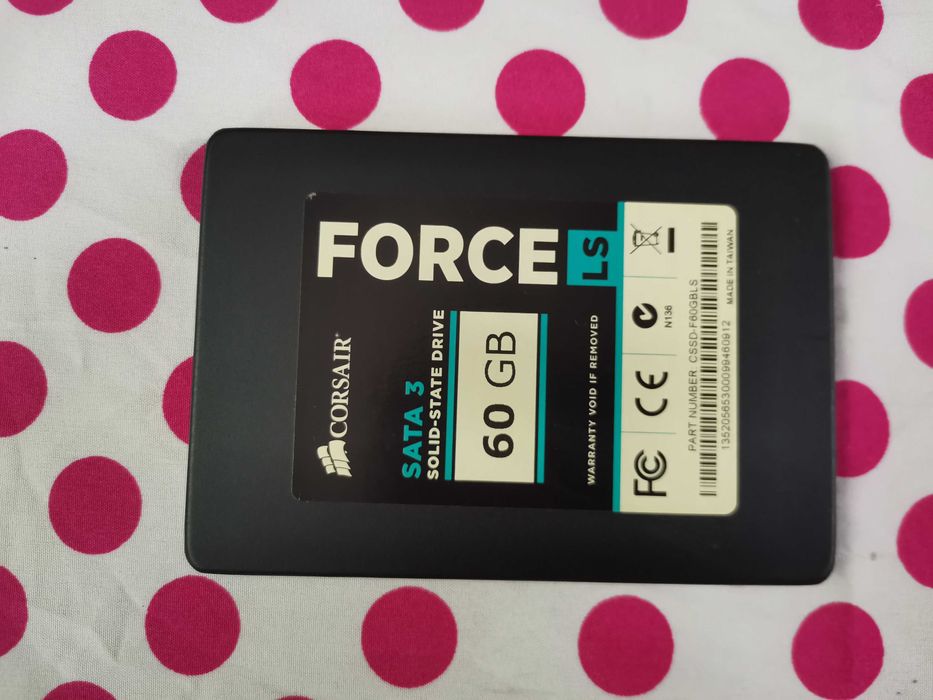 FORCE LS
CORSAIR
SATA 3
SOLID-STATE DRIVE
60 GB
WARRANTY VOID IF REMOVED
FC CE
N136
PART NUMBER CSSD-F60GBLS
13520565300099460912
MADE IN TAIWAN